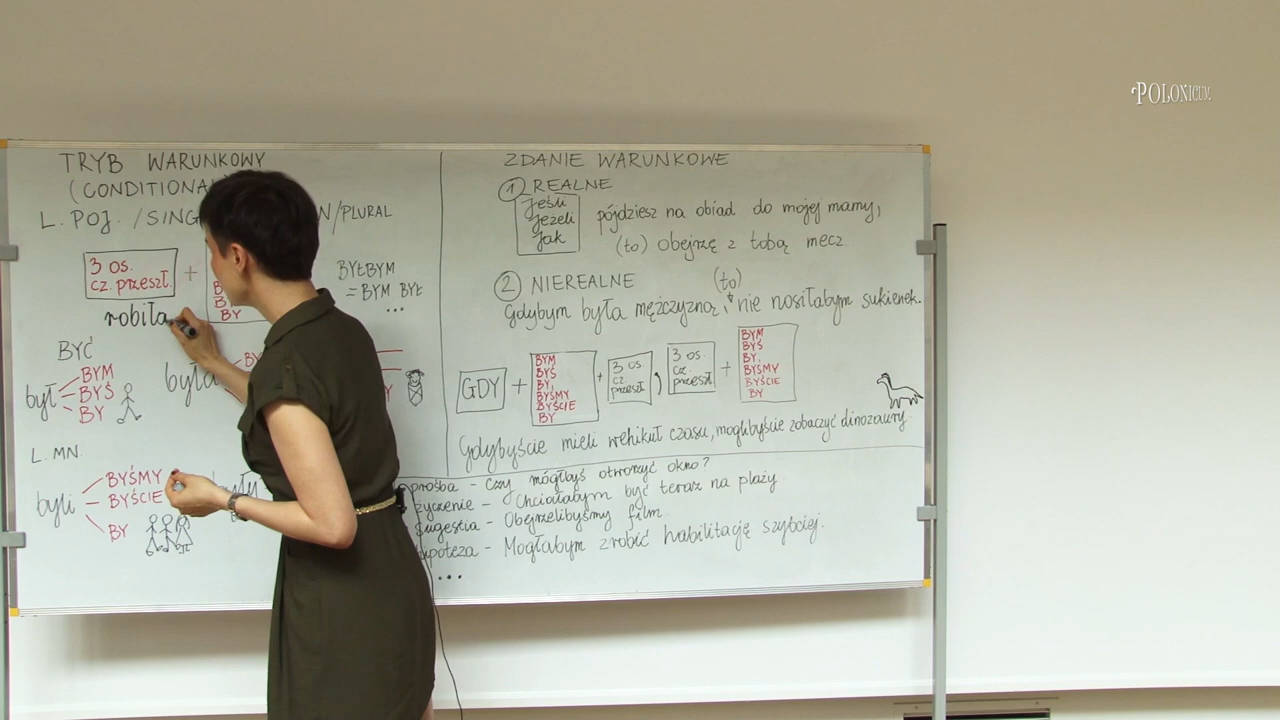 POLONICUM
TRYB WARUNKOWY
(CONDITIONAL
L. POJ. / SING
N/PLURAL
3 OS.
CZ. PRZESZŁ.
+
BY
robiła
BYŁBYM
= BYM BYŁ
...
BYĆ
był
BYM
BYŚ
BY
była
L. MN.
byli
BYŚMY
BYŚCIE
BY
były
ZDANIE WARUNKOWE
1 REALNE
Jeśli
Jeżeli
Jak
pójdziesz na obiad do mojej mamy,
(to) obejrzę z tobą mecz.
2 NIEREALNE
(to)
Gdybym była mężczyzną, nie nosiłabym sukienek.
GDY
+
BYM
BYŚ
BY,
BYŚMY
BYŚCIE
BY
+
3 OS.
CZ.
PRZESZŁ.
,
3 OS.
CZ.
PRZESZŁ.
+
BYM
BYŚ
BY,
BYŚMY
BYŚCIE
BY
Gdybyście mieli wehikuł czasu, moglibyście zobaczyć dinozaury.
prośba - Czy mógłbyś otworzyć okno?
życzenie - Chciałabym być teraz na plaży.
sugestia - Obejrzelibyśmy film.
hipoteza - Mogłabym zrobić habilitację szybciej.
...